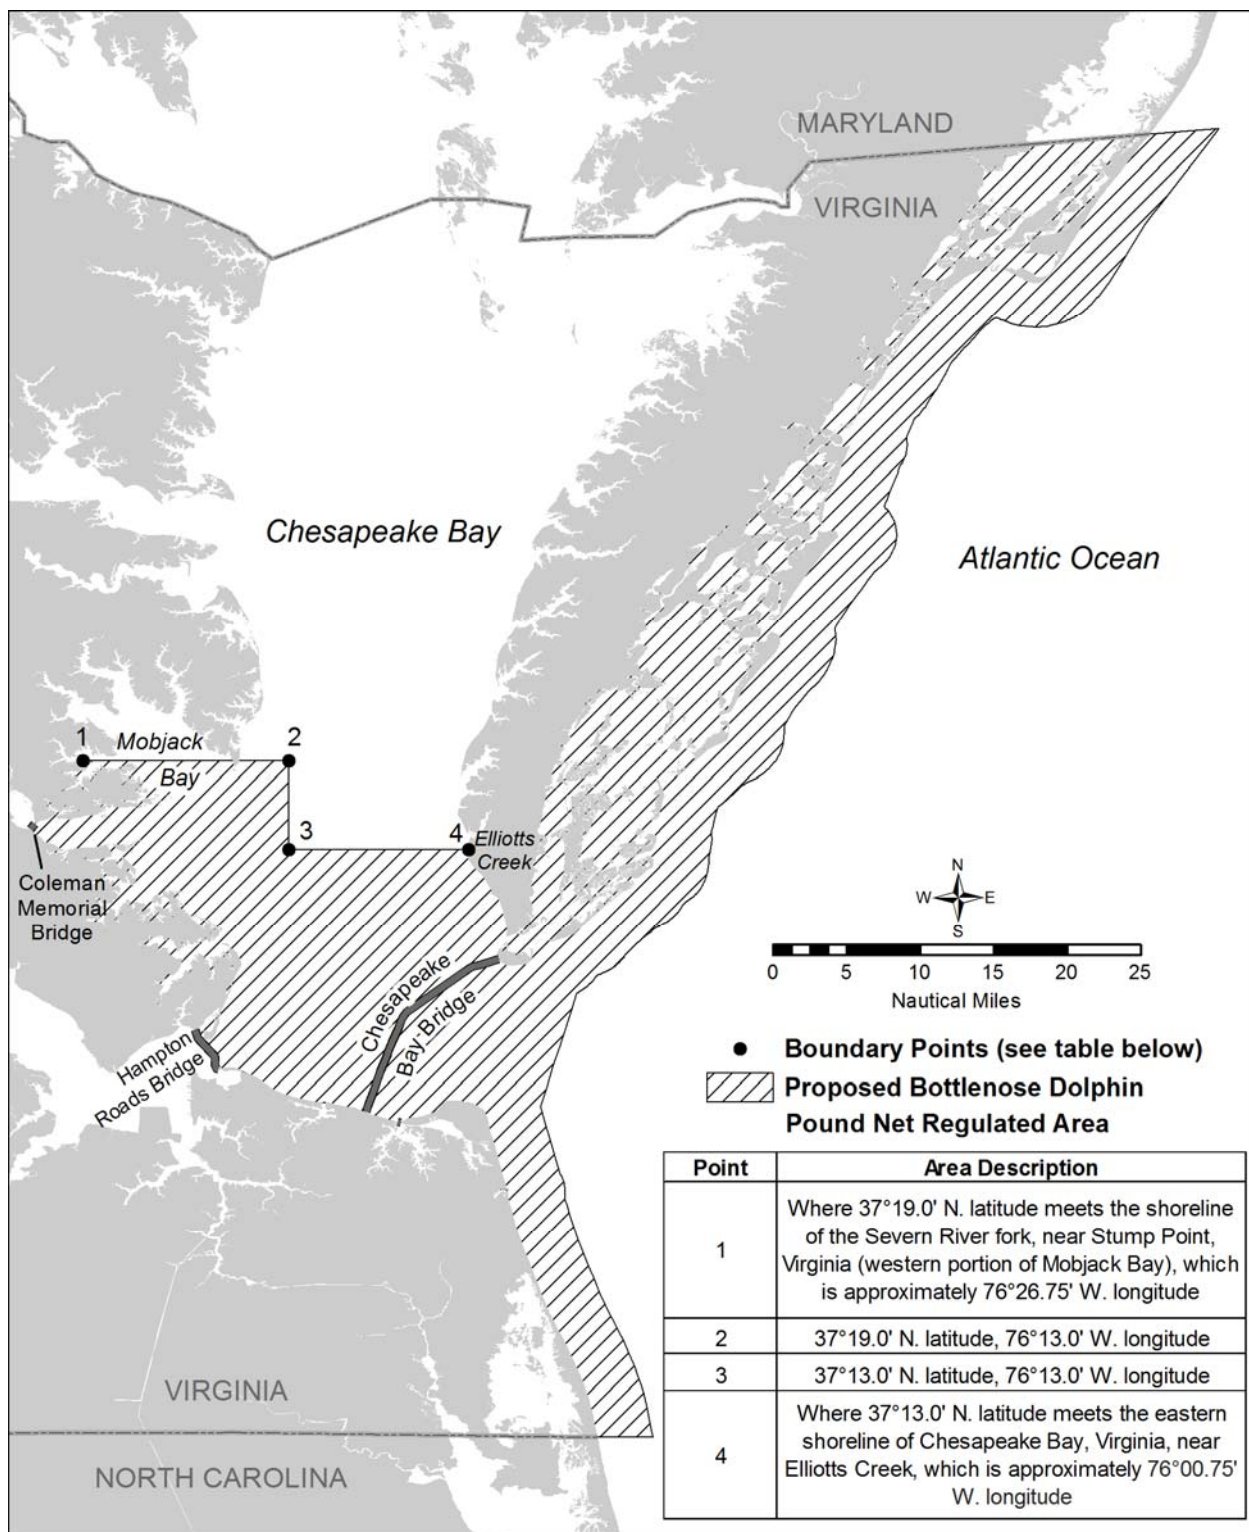 MARYLAND
VIRGINIA
Chesapeake Bay
Atlantic Ocean
1
Mobjack
Bay
2
3
4
Elliotts
Creek
Coleman
Memorial
Bridge
Chesapeake
Bay Bridge
Hampton
Roads Bridge
N
W E
S
0 5 10 15 20 25
Nautical Miles
Boundary Points (see table below)
Proposed Bottlenose Dolphin
Pound Net Regulated Area
VIRGINIA
NORTH CAROLINA
Point Area Description
1 Where 37°19.0' N. latitude meets the shoreline
of the Severn River fork, near Stump Point,
Virginia (western portion of Mobjack Bay), which
is approximately 76°26.75' W. longitude
2 37°19.0' N. latitude, 76°13.0' W. longitude
3 37°13.0' N. latitude, 76°13.0' W. longitude
4 Where 37°13.0' N. latitude meets the eastern
shoreline of Chesapeake Bay, Virginia, near
Elliotts Creek, which is approximately 76°00.75'
W. longitude